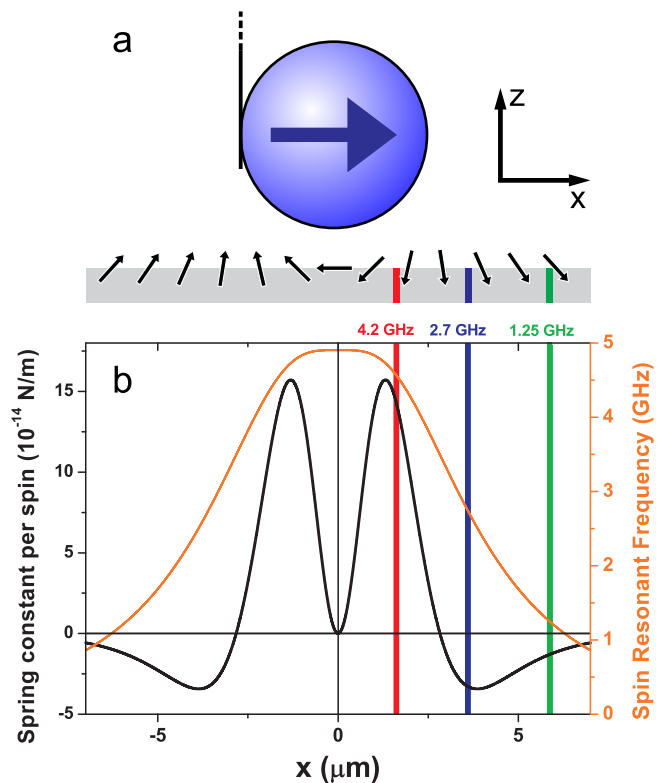 a
z
x
4.2 GHz 2.7 GHz 1.25 GHz
b
Spring constant per spin (10⁻¹⁴ N/m)
15
10
5
0
-5
Spin Resonant Frequency (GHz)
5
4
3
2
1
0
-5 0 5
x (μm)